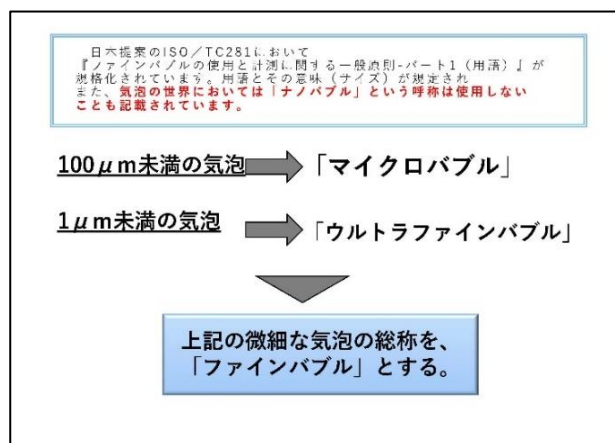 日本提案のISO／TC281において
『ファインバブルの使用と計測に関する一般原則-パート1（用語）』が
規格化されています。用語とその意味（サイズ）が規定され
また、気泡の世界においては「ナノバブル」という呼称は使用しない
ことも記載されています。
100μm未満の気泡 「マイクロバブル」
1μm未満の気泡 「ウルトラファインバブル」
上記の微細な気泡の総称を、
「ファインバブル」とする。